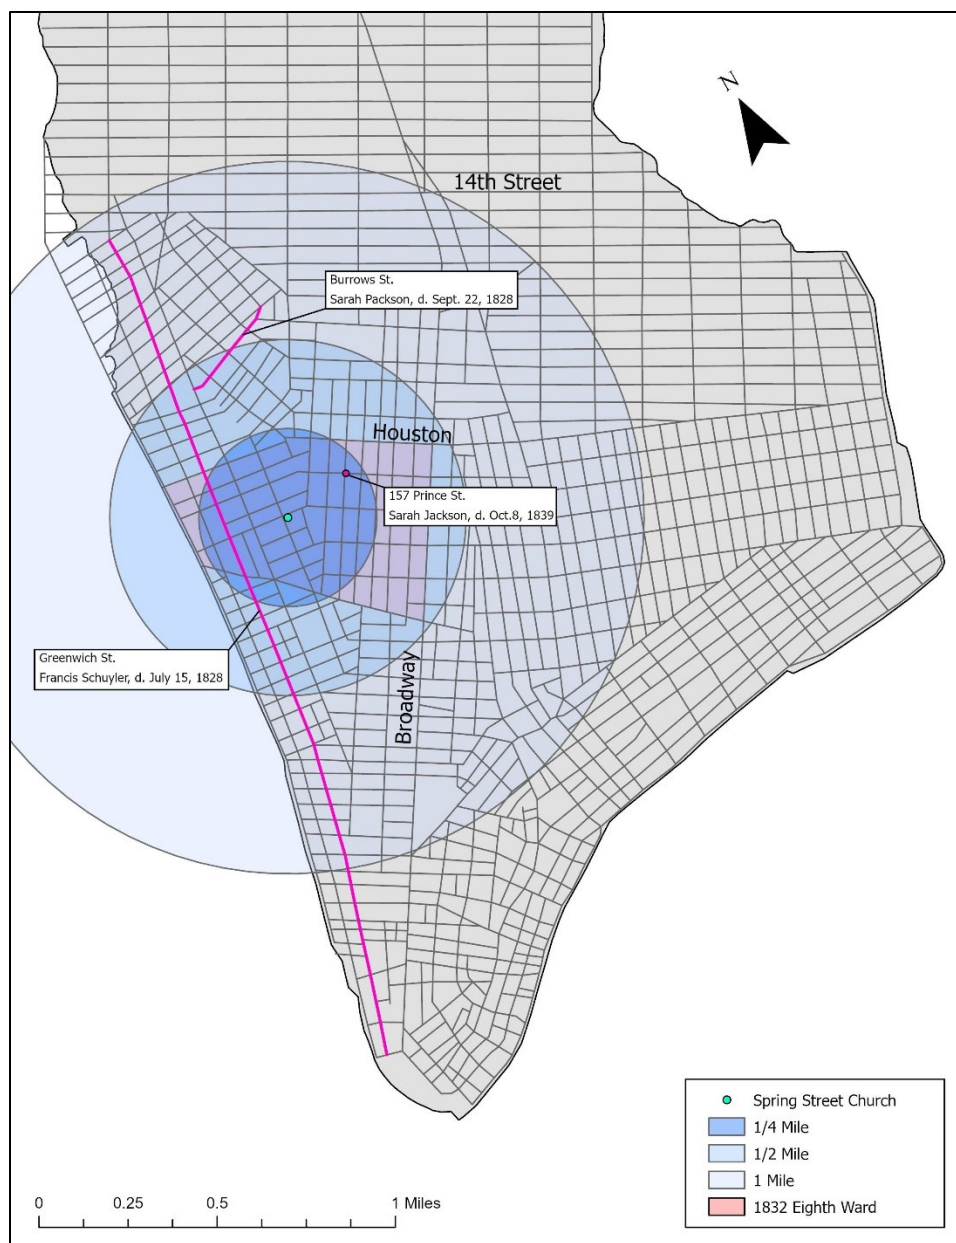 N
14th Street
Burrows St.
Sarah Packson, d. Sept. 22, 1828
Houston
157 Prince St.
Sarah Jackson, d. Oct.8, 1839
Greenwich St.
Francis Schuyler, d. July 15, 1828
Broadway
Spring Street Church
1/4 Mile
1/2 Mile
1 Mile
1832 Eighth Ward
0 0.25 0.5 1 Miles